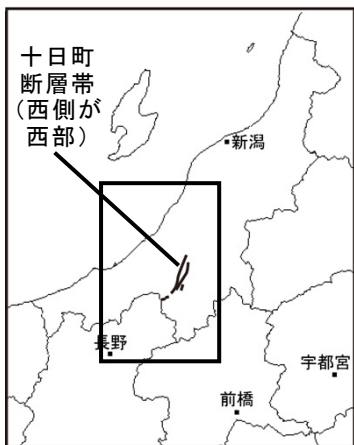 十日町
断層帯
（西側が
西部）
新潟
長野
宇都宮
前橋